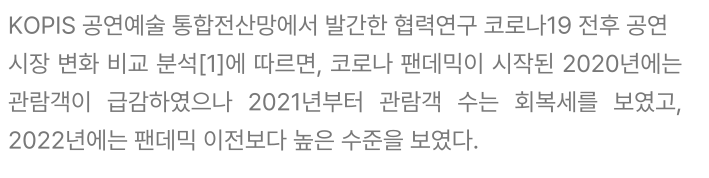 KOPIS 공연예술 통합전산망에서 발간한 협력연구 코로나19 전후 공연
시장 변화 비교 분석[1]에 따르면, 코로나 팬데믹이 시작된 2020년에는
관람객이 급감하였으나 2021년부터 관람객 수는 회복세를 보였고,
2022년에는 팬데믹 이전보다 높은 수준을 보였다.